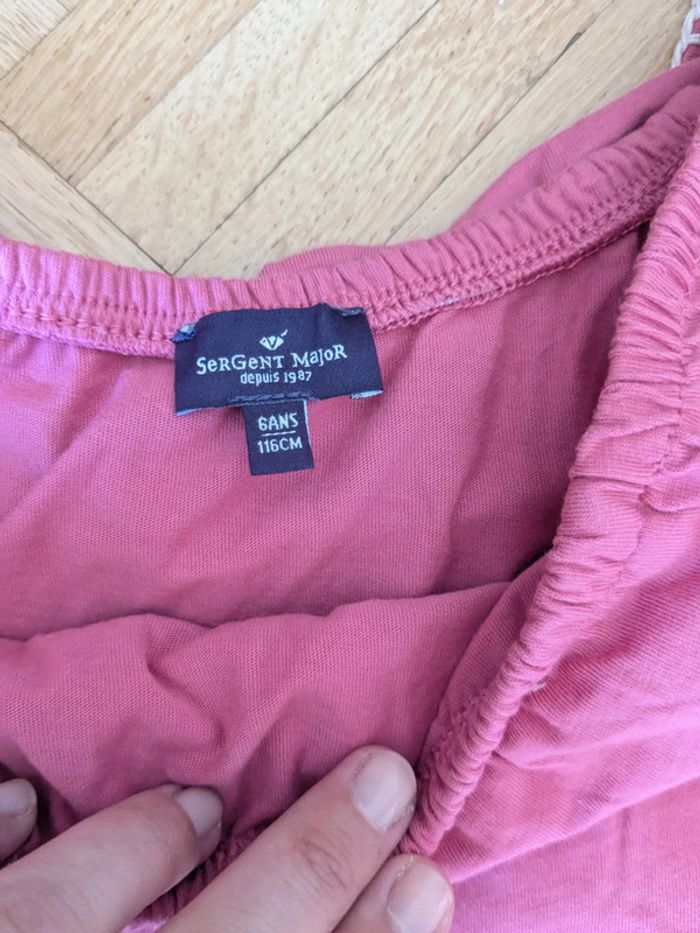 SeRGeNT MaJoR
depuis 1987
6ANS
116CM